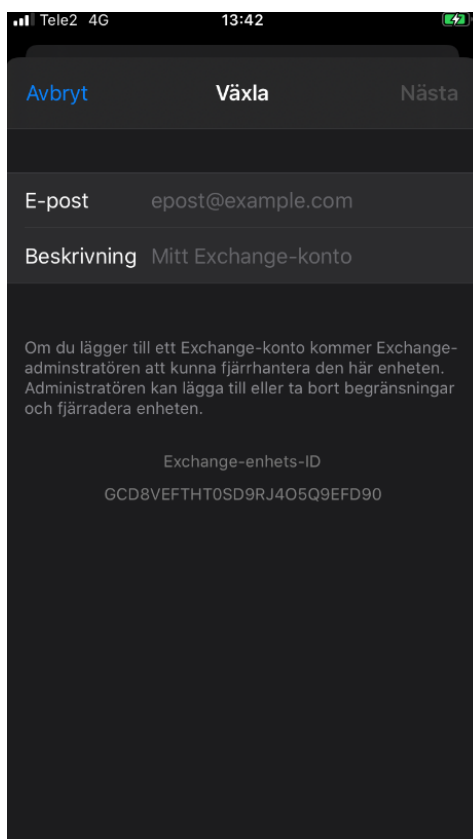 Tele2 4G 13:42
Avbryt Växla Nästa
E-post epost@example.com
Beskrivning Mitt Exchange-konto
Om du lägger till ett Exchange-konto kommer Exchange-
adminstratören att kunna fjärrhantera den här enheten.
Administratören kan lägga till eller ta bort begränsningar
och fjärradera enheten.
Exchange-enhets-ID
GCD8VEFTHT0SD9RJ4O5Q9EFD90